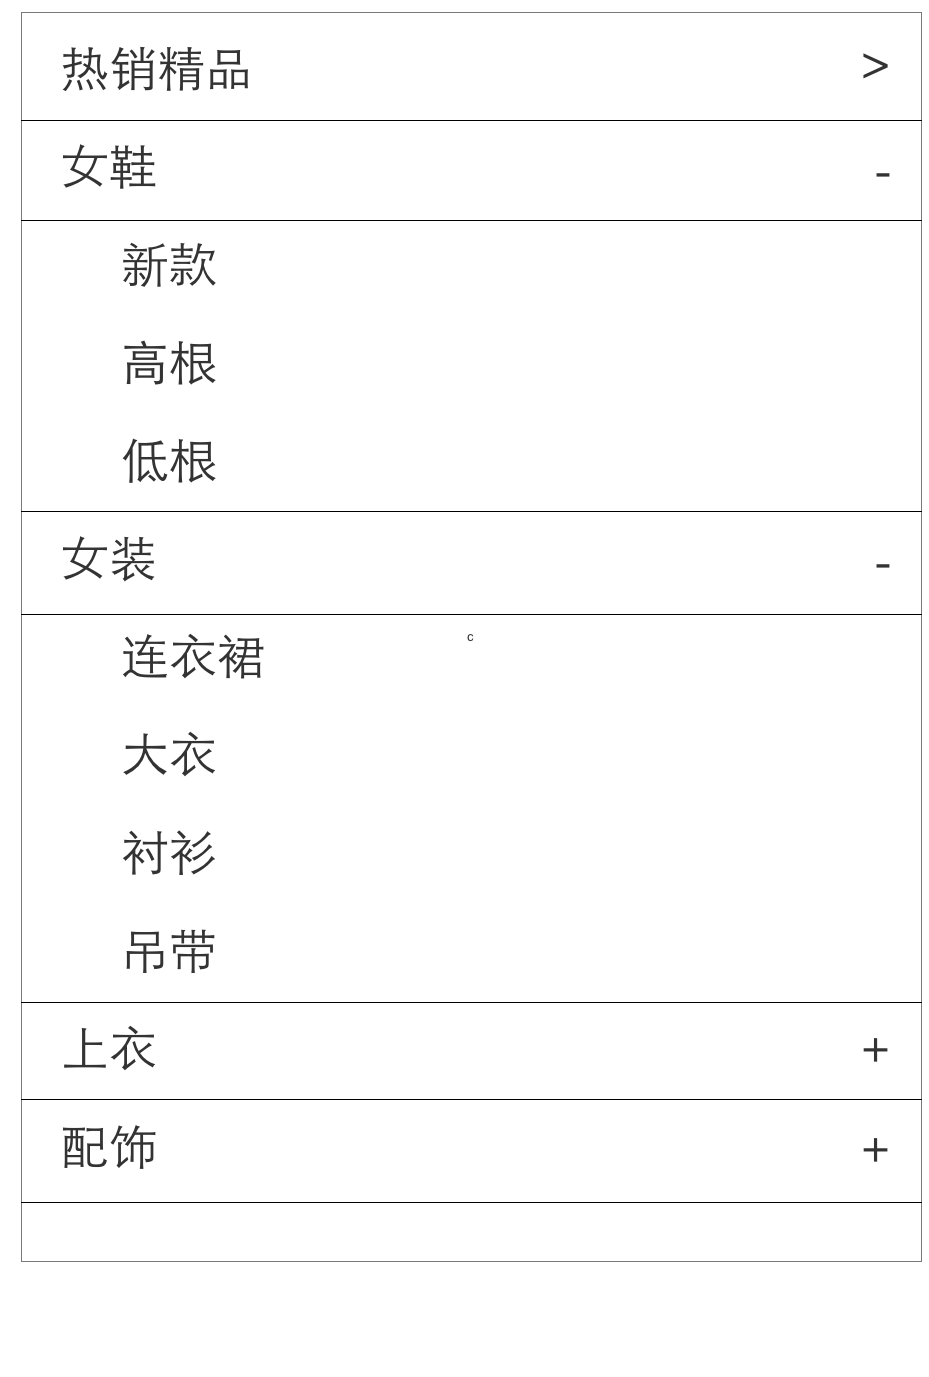 热销精品 >
女鞋 -
新款
高根
低根
女装 -
连衣裙 c
大衣
衬衫
吊带
上衣 +
配饰 +